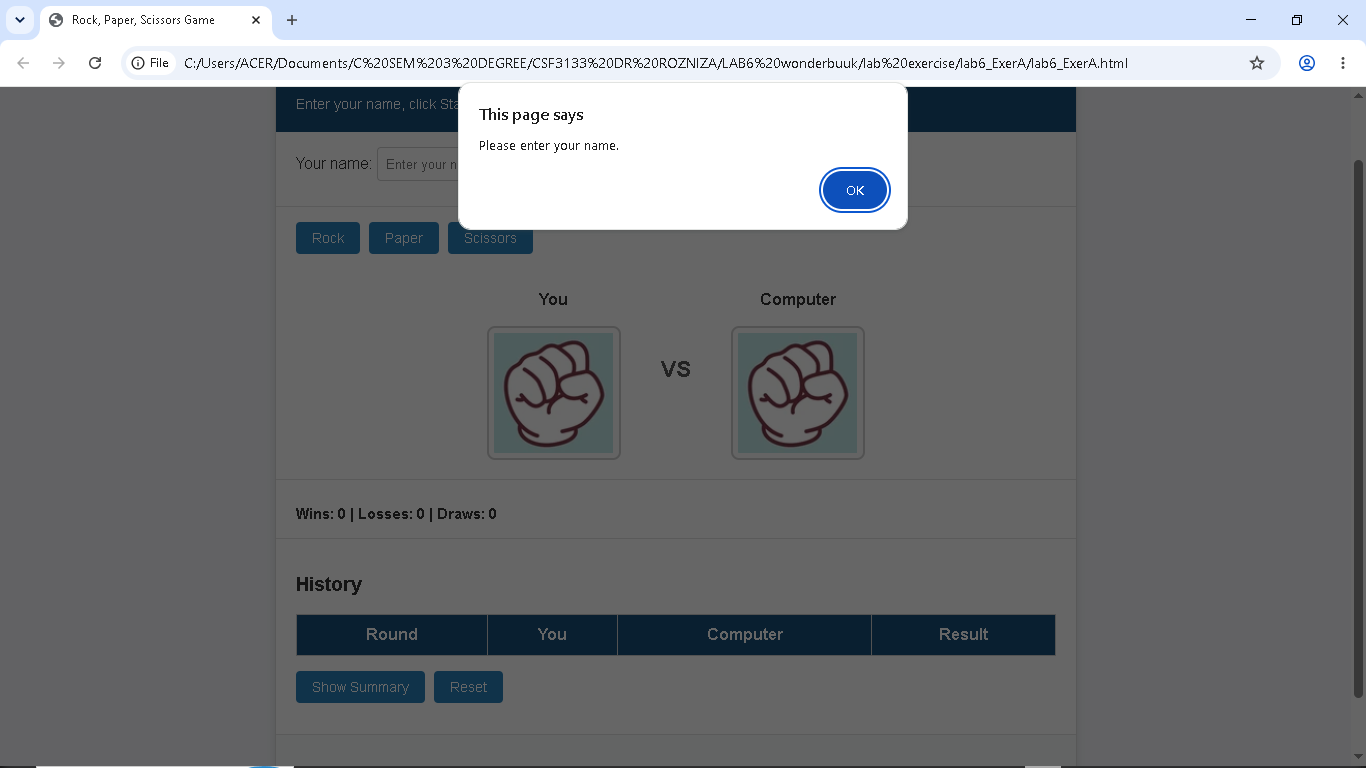 Rock, Paper, Scissors Game
File
C:/Users/ACER/Documents/C%20SEM%203%20DEGREE/CSF3133%20DR%20ROZNIZA/LAB6%20wonderbuuk/lab%20exercise/lab6_ExerA/lab6_ExerA.html
Enter your name, click
This page says
Please enter your name.
OK
Your name: Enter your
Rock Paper Scissors
You Computer
VS
Wins: 0 | Losses: 0 | Draws: 0
History
Round You Computer Result
Show Summary Reset